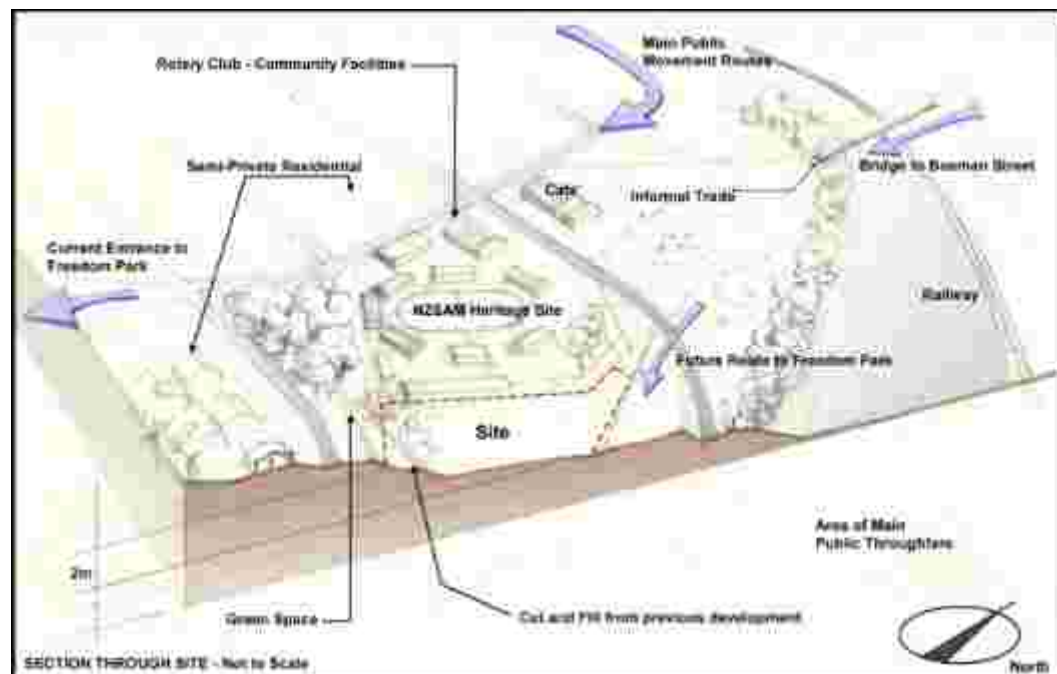 Main Public
Movement Routes
Rotary Club - Community Facilities
Semi-Private Residential
Bridge to Boeman Street
Cafe
Informal Trade
Current Entrance to
Freedom Park
Railway
NZSAM Heritage Site
Future Route to Freedom Park
Site
Area of Main
Public
2m
Green Space
Cut and Fill from previous development
SECTION THROUGH SITE - Not to Scale
North